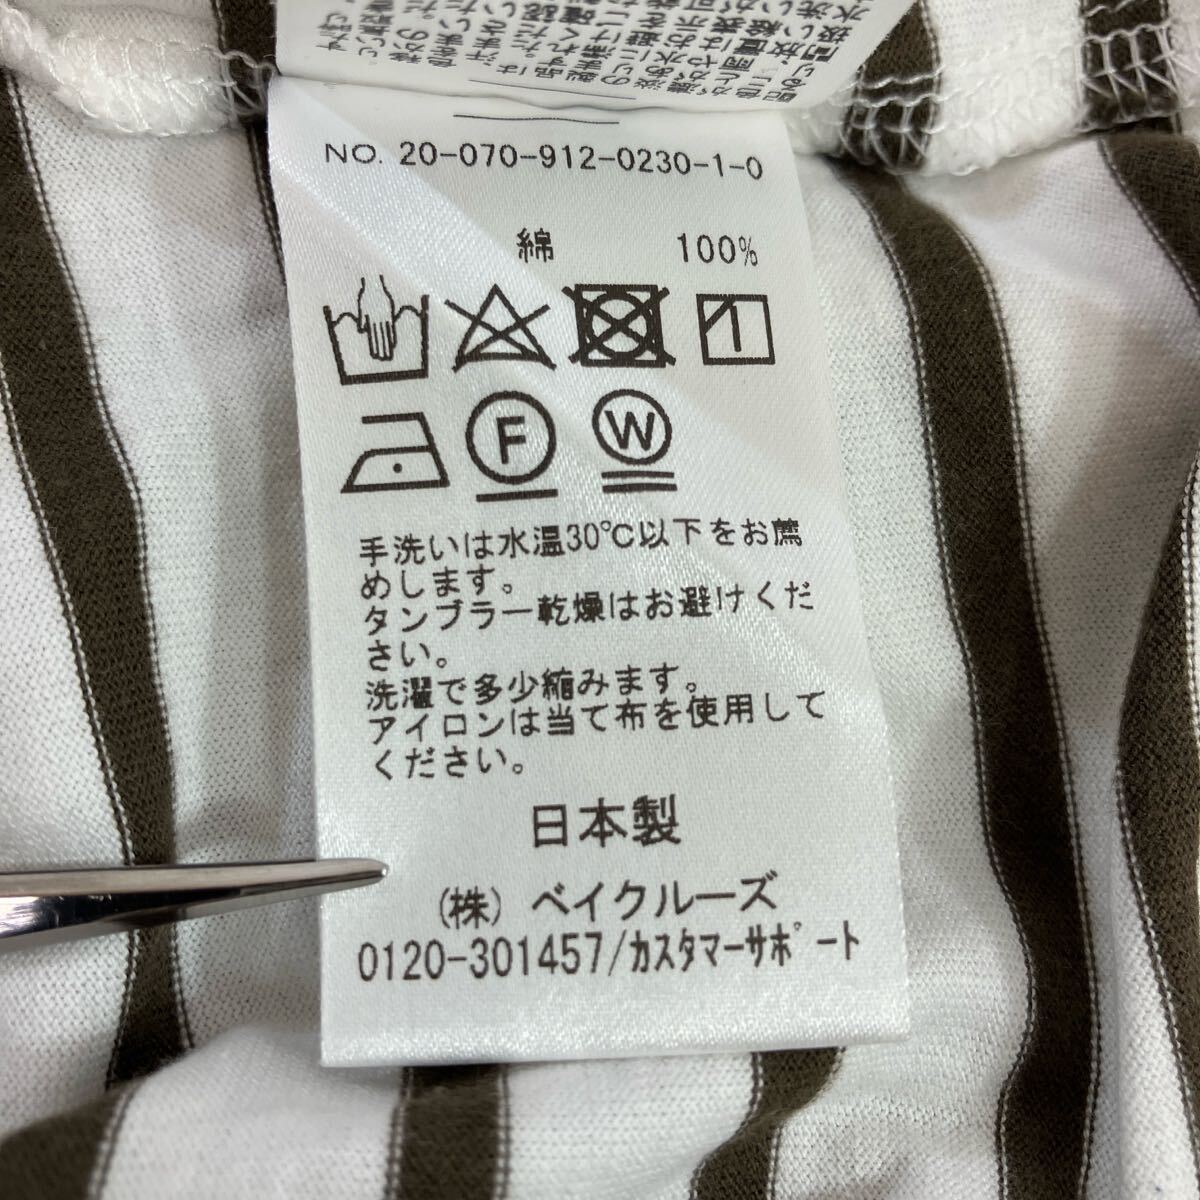 NO. 20-070-912-0230-1-0
綿 100%
1
F W
手洗いは水温30℃以下をお薦
めします。
タンブラー乾燥はお避けくだ
さい。
洗濯で多少縮みます。
アイロンは当て布を使用して
ください。
日本製
(株) ベイクルーズ
0120-301457/カスタマーサポート